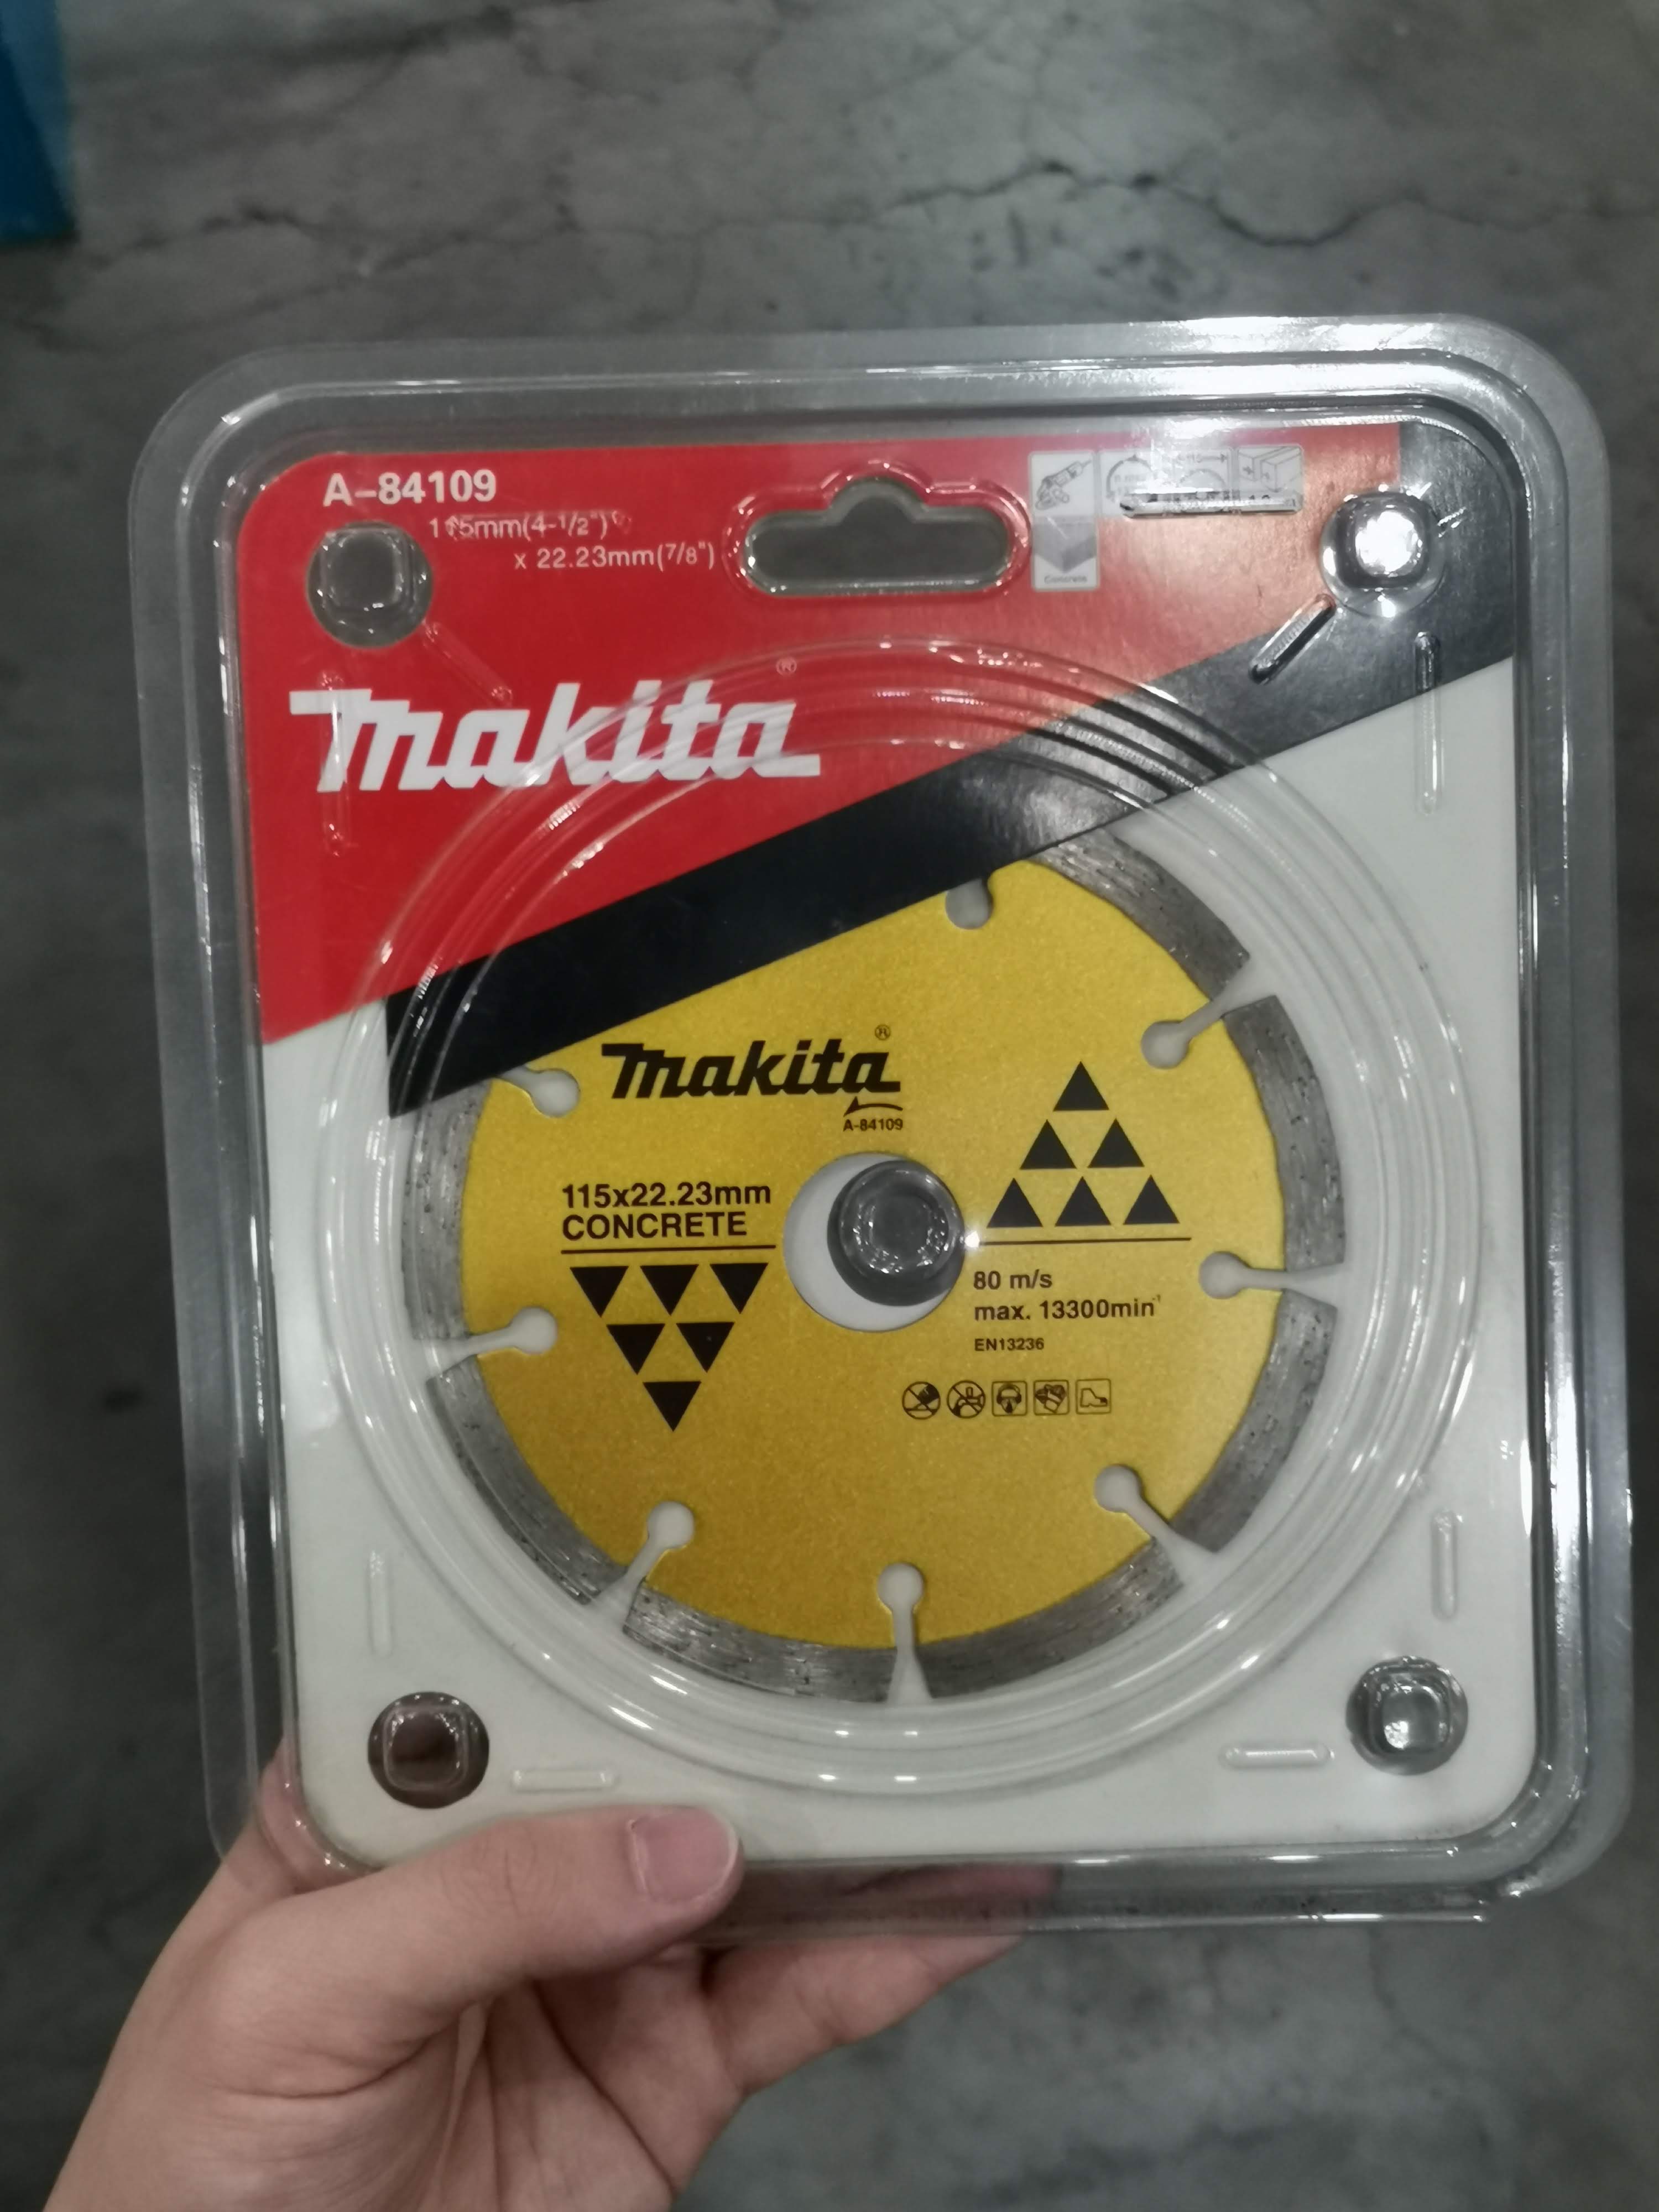 A-84109
115mm(4-1/2")
x 22.23mm(7/8")
Concrete
makita®
makita®
A-84109
115x22.23mm
CONCRETE
80 m/s
max. 13300min⁻¹
EN13236